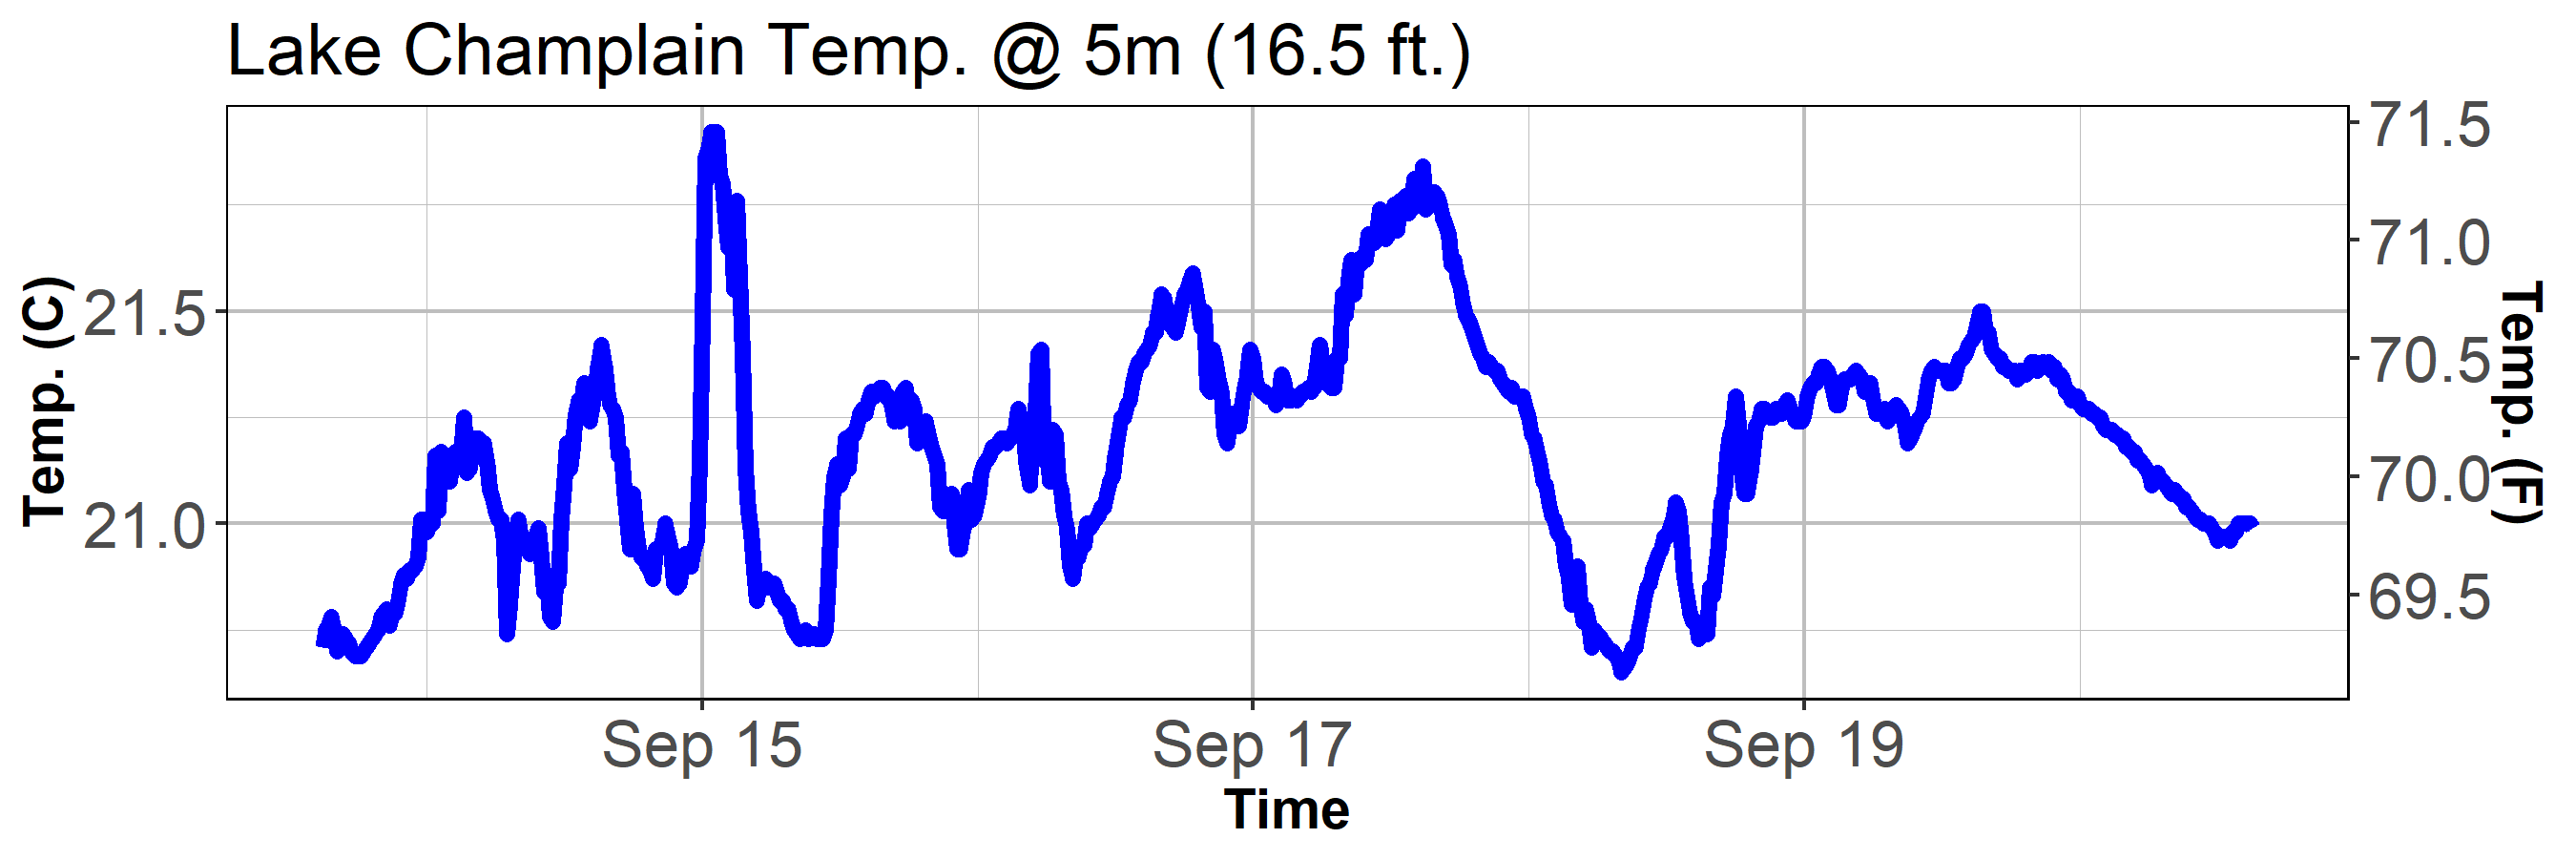 Lake Champlain Temp. @ 5m (16.5 ft.)
Temp. (C)
21.5
21.0
71.5
71.0
70.5
70.0
69.5
Temp. (F)
Sep 15
Sep 17
Sep 19
Time